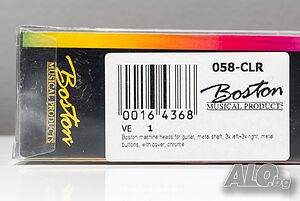 Boston
MUSICAL PRODUCTS
058-CLR
Boston
MUSICAL PRODUCTS
0016 4368
VE 1
Boston machine heads for guitar, metal shaft, 3x left+3x right, metal
buttons, with cover, chrome
ALO.bg